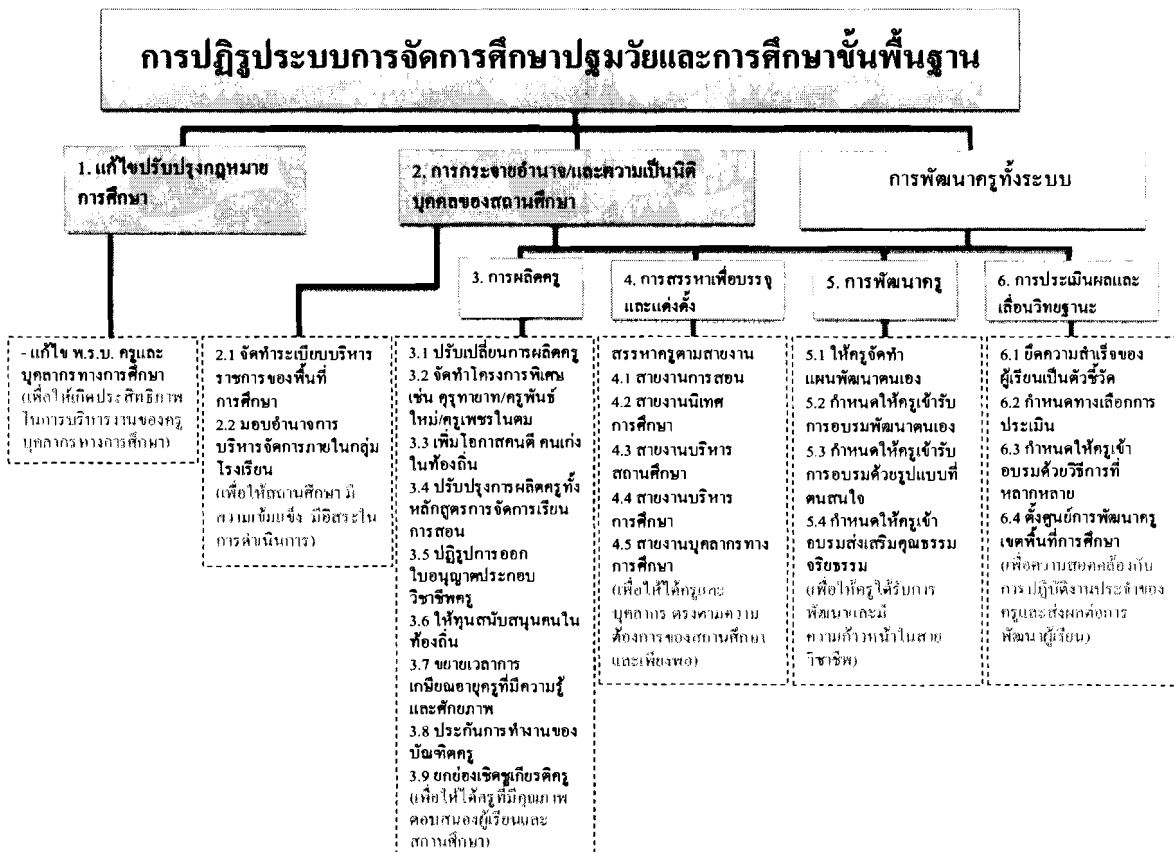 การปฏิรูประบบการจัดการศึกษาปฐมวัยและการศึกษาขั้นพื้นฐาน
1. แก้ไขปรับปรุงกฎหมาย
การศึกษา
2. การกระจายอำนาจ/และความเป็นนิติ
บุคคลของสถานศึกษา
การพัฒนาครูทั้งระบบ
3. การผลิตครู
4. การสรรหาเพื่อบรรจุ
และแต่งตั้ง
5. การพัฒนาครู
6. การประเมินผลและ
เลื่อนวิทยฐานะ
- แก้ไข พ.ร.บ. ครูและ
บุคลากรทางการศึกษา
(เพื่อให้เกิดประสิทธิภาพ
ในการบริหารงานของครู
บุคลากรทางการศึกษา)
2.1 จัดทำระเบียบบริหาร
ราชการของพื้นที่
การศึกษา
2.2 มอบอำนาจการ
บริหารจัดการภายในกลุ่ม
โรงเรียน
(เพื่อให้สถานศึกษา มี
ความเข้มแข็ง มีอิสระใน
การดำเนินการ)
3.1 ปรับเปลี่ยนการผลิตครู
3.2 จัดทำโครงการพิเศษ
เช่น คุรุทายาท/ครูพันธ์
ใหม่/ครูเพชรในตม
3.3 เพิ่มโอกาสคนดี คนเก่ง
ในท้องถิ่น
3.4 ปรับปรุงการผลิตครูทั้ง
หลักสูตรการจัดการเรียน
การสอน
3.5 ปฏิรูปการออก
ใบอนุญาตประกอบ
วิชาชีพครู
3.6 ให้ทุนสนับสนุนคนใน
ท้องถิ่น
3.7 ขยายเวลาการ
เกษียณอายุครูที่มีความรู้
และศักยภาพ
3.8 ประกันการทำงานของ
บัณฑิตครู
3.9 ยกย่องเชิดชูเกียรติครู
(เพื่อให้ได้ครูที่มีคุณภาพ
ตอบสนองผู้เรียนและ
สถานศึกษา)
สรรหาครูตามสายงาน
4.1 สายงานการสอน
4.2 สายงานนิเทศ
การศึกษา
4.3 สายงานบริหาร
สถานศึกษา
4.4 สายงานบริหาร
การศึกษา
4.5 สายงานบุคลากรทาง
การศึกษา
(เพื่อให้ได้ครูและ
บุคลากร ตรงตามความ
ต้องการของสถานศึกษา
และเพียงพอ)
5.1 ให้ครูจัดทำ
แผนพัฒนาตนเอง
5.2 กำหนดให้ครูเข้ารับ
การอบรมพัฒนาตนเอง
5.3 กำหนดให้ครูเข้ารับ
การอบรมด้วยรูปแบบที่
ตนสนใจ
5.4 กำหนดให้ครูเข้า
อบรมส่งเสริมคุณธรรม
จริยธรรม
(เพื่อให้ครูได้รับการ
พัฒนาและมี
ความก้าวหน้าในสาย
วิชาชีพ)
6.1 ยึดความสำเร็จของ
ผู้เรียนเป็นตัวชี้วัด
6.2 กำหนดทางเลือกการ
ประเมิน
6.3 กำหนดให้ครูเข้า
อบรมด้วยวิธีการที่
หลากหลาย
6.4 ตั้งศูนย์การพัฒนาครู
เขตพื้นที่การศึกษา
(เพื่อความสอดคล้องกับ
การปฏิบัติงานประจำของ
ครูและส่งผลต่อการ
พัฒนาผู้เรียน)